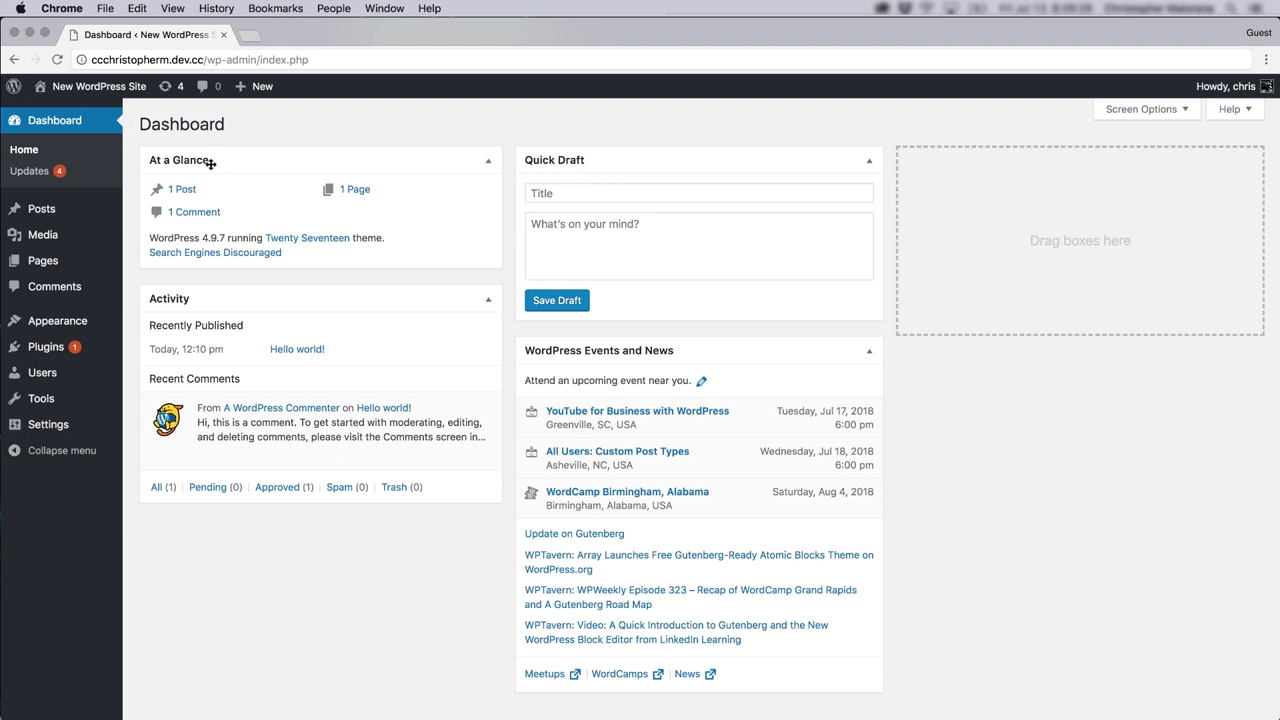 Chrome File Edit View History Bookmarks People Window Help
Dashboard ‹ New WordPress S
Guest
ccchristopherm.dev.cc/wp-admin/index.php
New WordPress Site 4 0 New
Howdy, chris
Dashboard
Home
Updates 4
Posts
Media
Pages
Comments
Appearance
Plugins 1
Users
Tools
Settings
Collapse menu
Dashboard
Screen Options
Help
At a Glance
1 Post
1 Page
1 Comment
WordPress 4.9.7 running Twenty Seventeen theme.
Search Engines Discouraged
Activity
Recently Published
Today, 12:10 pm Hello world!
Recent Comments
From A WordPress Commenter on Hello world!
Hi, this is a comment. To get started with moderating, editing,
and deleting comments, please visit the Comments screen in...
All (1) | Pending (0) | Approved (1) | Spam (0) | Trash (0)
Quick Draft
Title
What's on your mind?
Save Draft
WordPress Events and News
Attend an upcoming event near you.
YouTube for Business with WordPress Tuesday, Jul 17, 2018
Greenville, SC, USA 6:00 pm
All Users: Custom Post Types Wednesday, Jul 18, 2018
Asheville, NC, USA 6:00 pm
WordCamp Birmingham, Alabama Saturday, Aug 4, 2018
Birmingham, Alabama, USA
Update on Gutenberg
WPTavern: Array Launches Free Gutenberg-Ready Atomic Blocks Theme on
WordPress.org
WPTavern: WPWeekly Episode 323 – Recap of WordCamp Grand Rapids
and A Gutenberg Road Map
WPTavern: Video: A Quick Introduction to Gutenberg and the New
WordPress Block Editor from LinkedIn Learning
Meetups | WordCamps | News
Drag boxes here